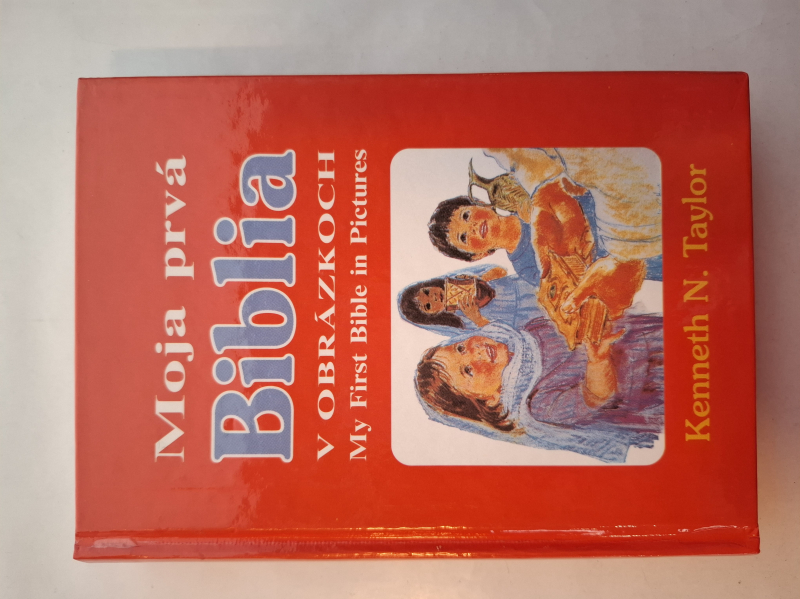 Moja prvá
Biblia
V OBRÁZKOCH
My First Bible in Pictures
Kenneth N. Taylor